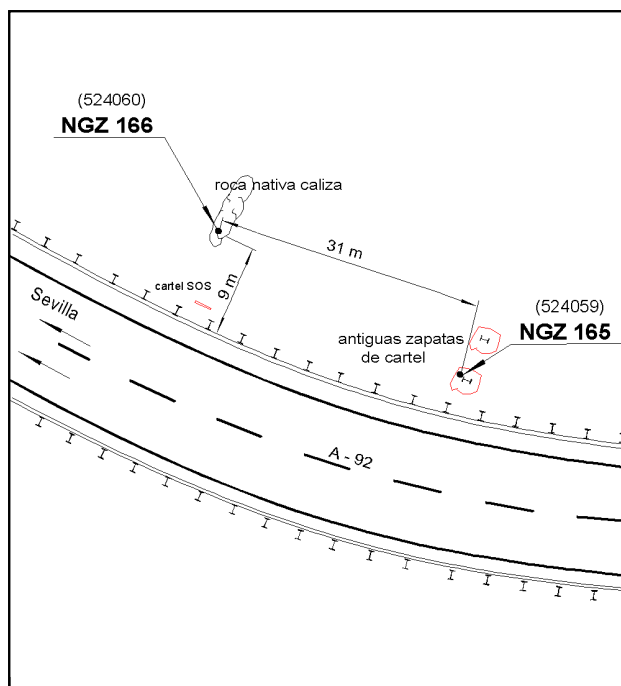 (524060)
NGZ 166
roca nativa caliza
31 m
9 m
cartel SOS
Sevilla
(524059)
NGZ 165
antiguas zapatas
de cartel
A - 92